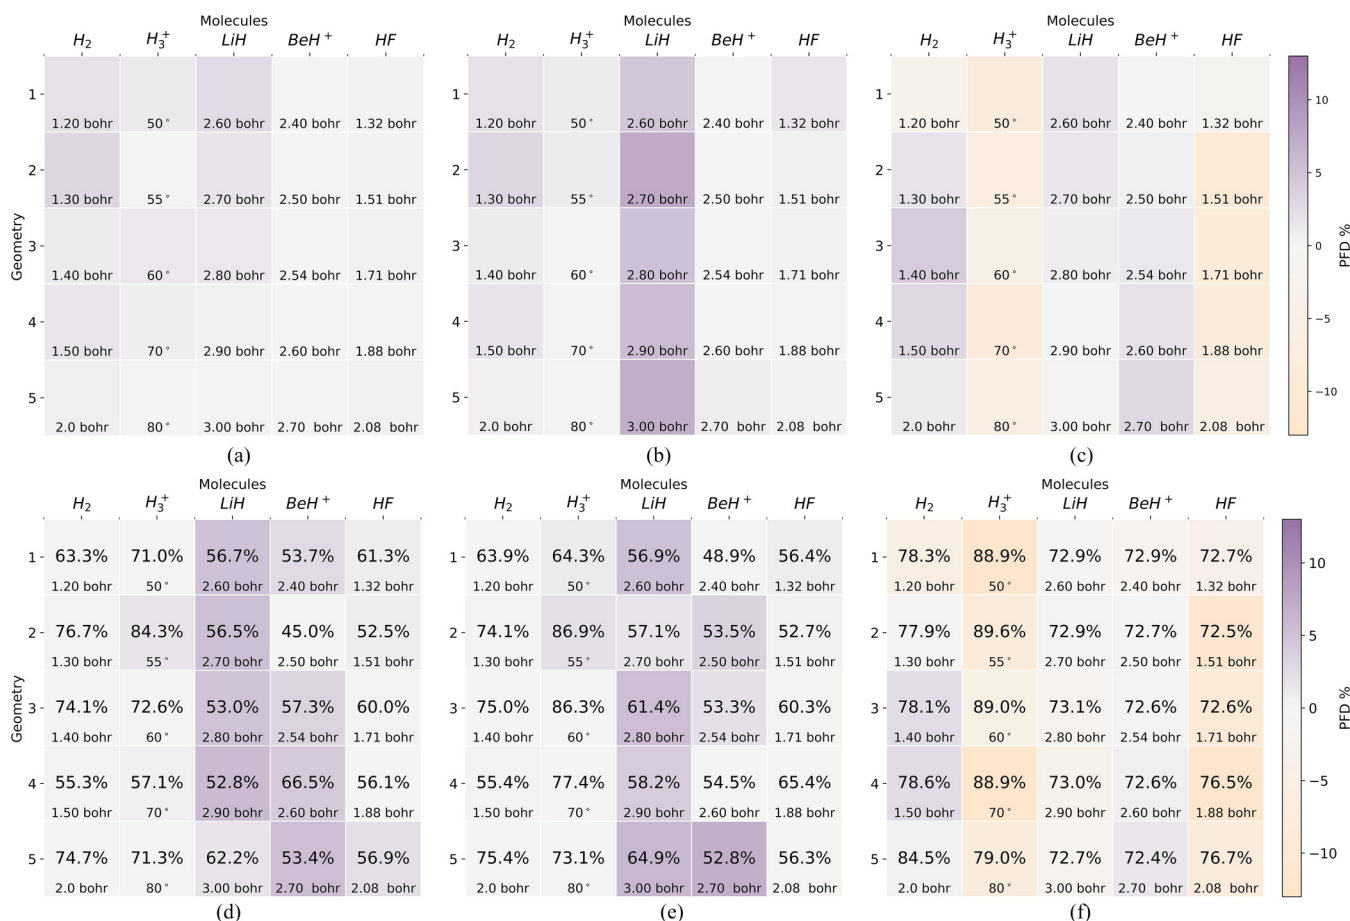 Molecules
H2 H3+ LiH BeH+ HF
1
1.20 bohr 50° 2.60 bohr 2.40 bohr 1.32 bohr
2
1.30 bohr 55° 2.70 bohr 2.50 bohr 1.51 bohr
Geometry
3
1.40 bohr 60° 2.80 bohr 2.54 bohr 1.71 bohr
4
1.50 bohr 70° 2.90 bohr 2.60 bohr 1.88 bohr
5
2.0 bohr 80° 3.00 bohr 2.70 bohr 2.08 bohr
(a)
Molecules
H2 H3+ LiH BeH+ HF
1
1.20 bohr 50° 2.60 bohr 2.40 bohr 1.32 bohr
2
1.30 bohr 55° 2.70 bohr 2.50 bohr 1.51 bohr
3
1.40 bohr 60° 2.80 bohr 2.54 bohr 1.71 bohr
4
1.50 bohr 70° 2.90 bohr 2.60 bohr 1.88 bohr
5
2.0 bohr 80° 3.00 bohr 2.70 bohr 2.08 bohr
(b)
Molecules
H2 H3+ LiH BeH+ HF
1
1.20 bohr 50° 2.60 bohr 2.40 bohr 1.32 bohr
2
1.30 bohr 55° 2.70 bohr 2.50 bohr 1.51 bohr
3
1.40 bohr 60° 2.80 bohr 2.54 bohr 1.71 bohr
4
1.50 bohr 70° 2.90 bohr 2.60 bohr 1.88 bohr
5
2.0 bohr 80° 3.00 bohr 2.70 bohr 2.08 bohr
(c)
10
5
0
−5
−10
PFD %
Molecules
H2 H3+ LiH BeH+ HF
1 63.3% 71.0% 56.7% 53.7% 61.3%
1.20 bohr 50° 2.60 bohr 2.40 bohr 1.32 bohr
2 76.7% 84.3% 56.5% 45.0% 52.5%
1.30 bohr 55° 2.70 bohr 2.50 bohr 1.51 bohr
Geometry
3 74.1% 72.6% 53.0% 57.3% 60.0%
1.40 bohr 60° 2.80 bohr 2.54 bohr 1.71 bohr
4 55.3% 57.1% 52.8% 66.5% 56.1%
1.50 bohr 70° 2.90 bohr 2.60 bohr 1.88 bohr
5 74.7% 71.3% 62.2% 53.4% 56.9%
2.0 bohr 80° 3.00 bohr 2.70 bohr 2.08 bohr
(d)
Molecules
H2 H3+ LiH BeH+ HF
1 63.9% 64.3% 56.9% 48.9% 56.4%
1.20 bohr 50° 2.60 bohr 2.40 bohr 1.32 bohr
2 74.1% 86.9% 57.1% 53.5% 52.7%
1.30 bohr 55° 2.70 bohr 2.50 bohr 1.51 bohr
3 75.0% 86.3% 61.4% 53.3% 60.3%
1.40 bohr 60° 2.80 bohr 2.54 bohr 1.71 bohr
4 55.4% 77.4% 58.2% 54.5% 65.4%
1.50 bohr 70° 2.90 bohr 2.60 bohr 1.88 bohr
5 75.4% 73.1% 64.9% 52.8% 56.3%
2.0 bohr 80° 3.00 bohr 2.70 bohr 2.08 bohr
(e)
Molecules
H2 H3+ LiH BeH+ HF
1 78.3% 88.9% 72.9% 72.9% 72.7%
1.20 bohr 50° 2.60 bohr 2.40 bohr 1.32 bohr
2 77.9% 89.6% 72.9% 72.7% 72.5%
1.30 bohr 55° 2.70 bohr 2.50 bohr 1.51 bohr
3 78.1% 89.0% 73.1% 72.6% 72.6%
1.40 bohr 60° 2.80 bohr 2.54 bohr 1.71 bohr
4 78.6% 88.9% 73.0% 72.6% 76.5%
1.50 bohr 70° 2.90 bohr 2.60 bohr 1.88 bohr
5 84.5% 79.0% 72.7% 72.4% 76.7%
2.0 bohr 80° 3.00 bohr 2.70 bohr 2.08 bohr
(f)
10
5
0
−5
−10
PFD %